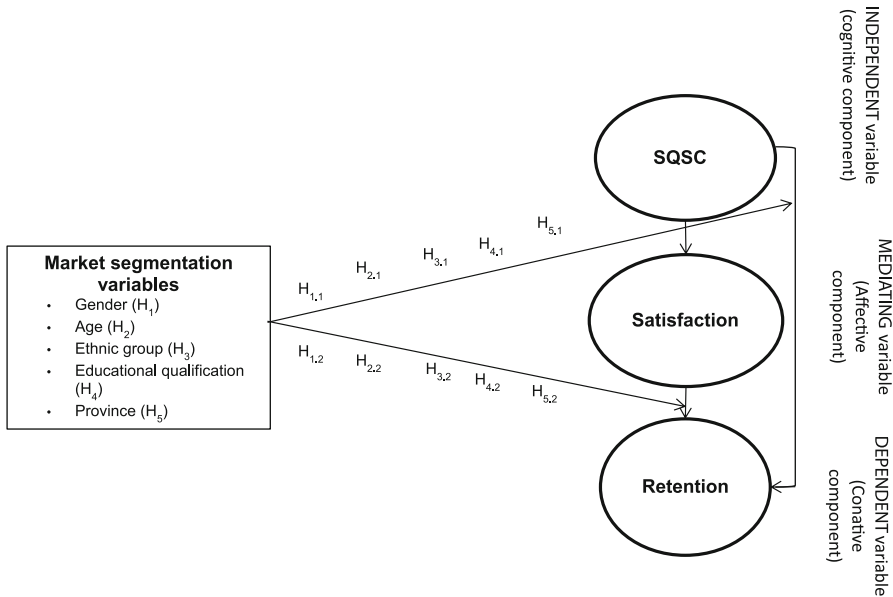 Market segmentation
variables
• Gender (H₁)
• Age (H₂)
• Ethnic group (H₃)
• Educational qualification
(H₄)
• Province (H₅)
H₁.₁
H₂.₁
H₃.₁
H₄.₁
H₅.₁
H₁.₂
H₂.₂
H₃.₂
H₄.₂
H₅.₂
SQSC
Satisfaction
Retention
INDEPENDENT variable
(cognitive component)
MEDIATING variable
(Affective
component)
DEPENDENT variable
(Conative
component)